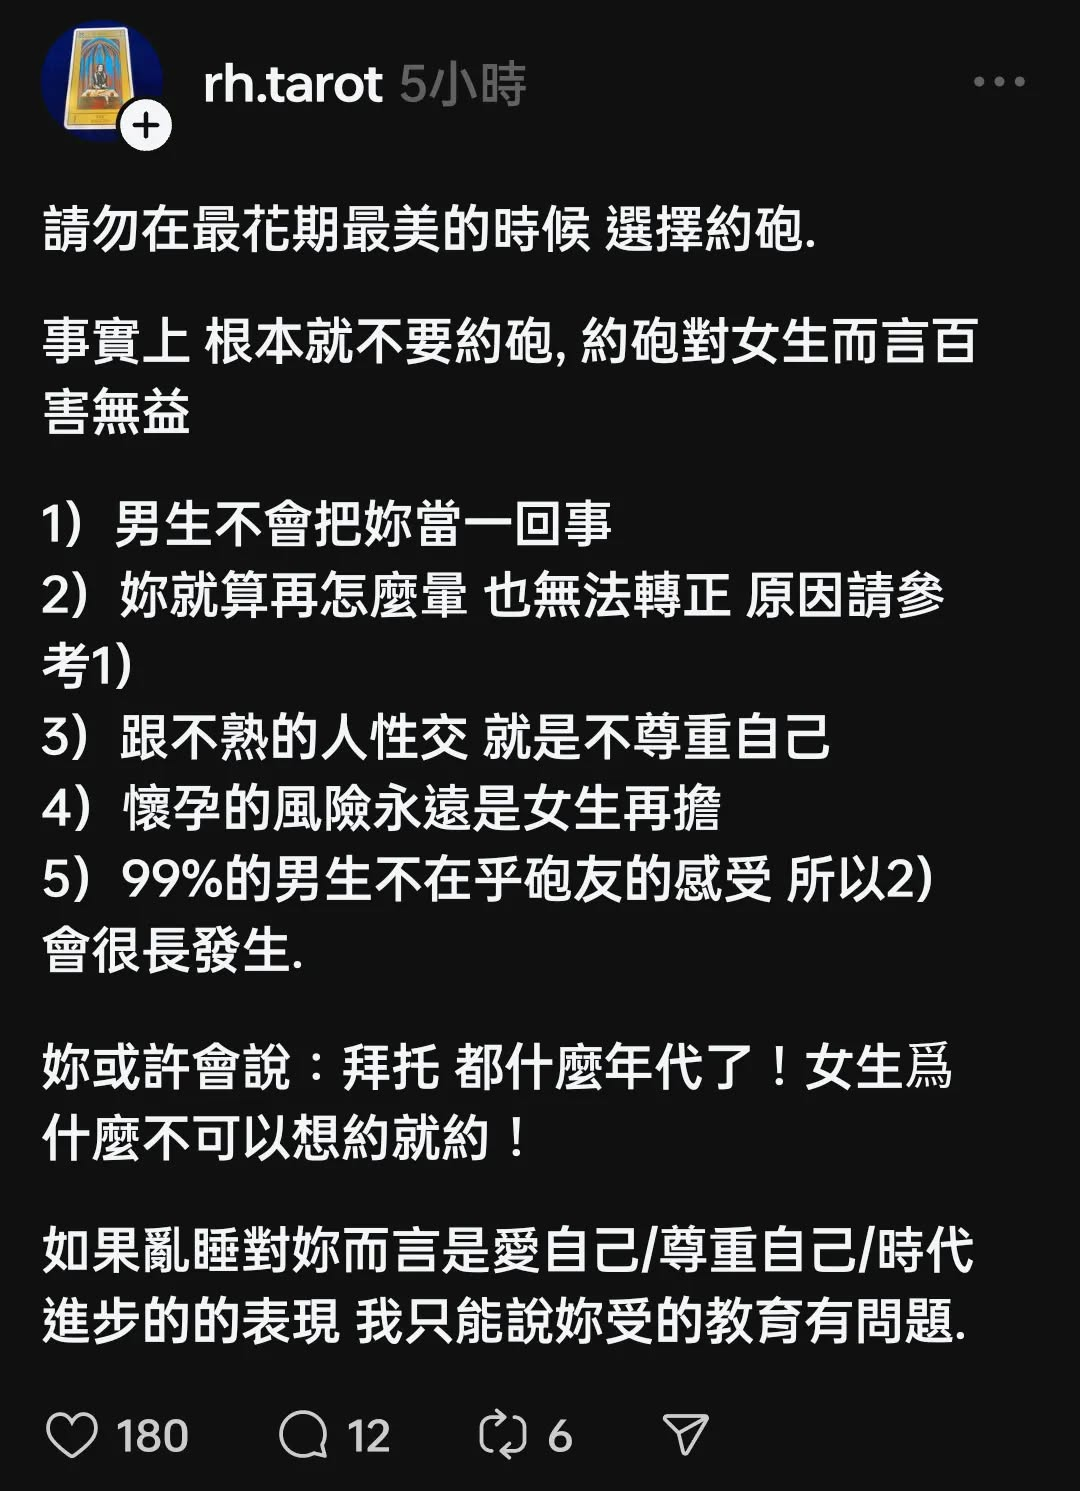 rh.tarot 5小時
請勿在最花期最美的時候 選擇約砲.
事實上 根本就不要約砲, 約砲對女生而言百
害無益
1）男生不會把妳當一回事
2）妳就算再怎麼暈 也無法轉正 原因請參
考1）
3）跟不熟的人性交 就是不尊重自己
4）懷孕的風險永遠是女生再擔
5）99%的男生不在乎砲友的感受 所以2）
會很長發生.
妳或許會說：拜托 都什麼年代了！女生爲
什麼不可以想約就約！
如果亂睡對妳而言是愛自己/尊重自己/時代
進步的的表現 我只能說妳受的教育有問題.
180 12 6